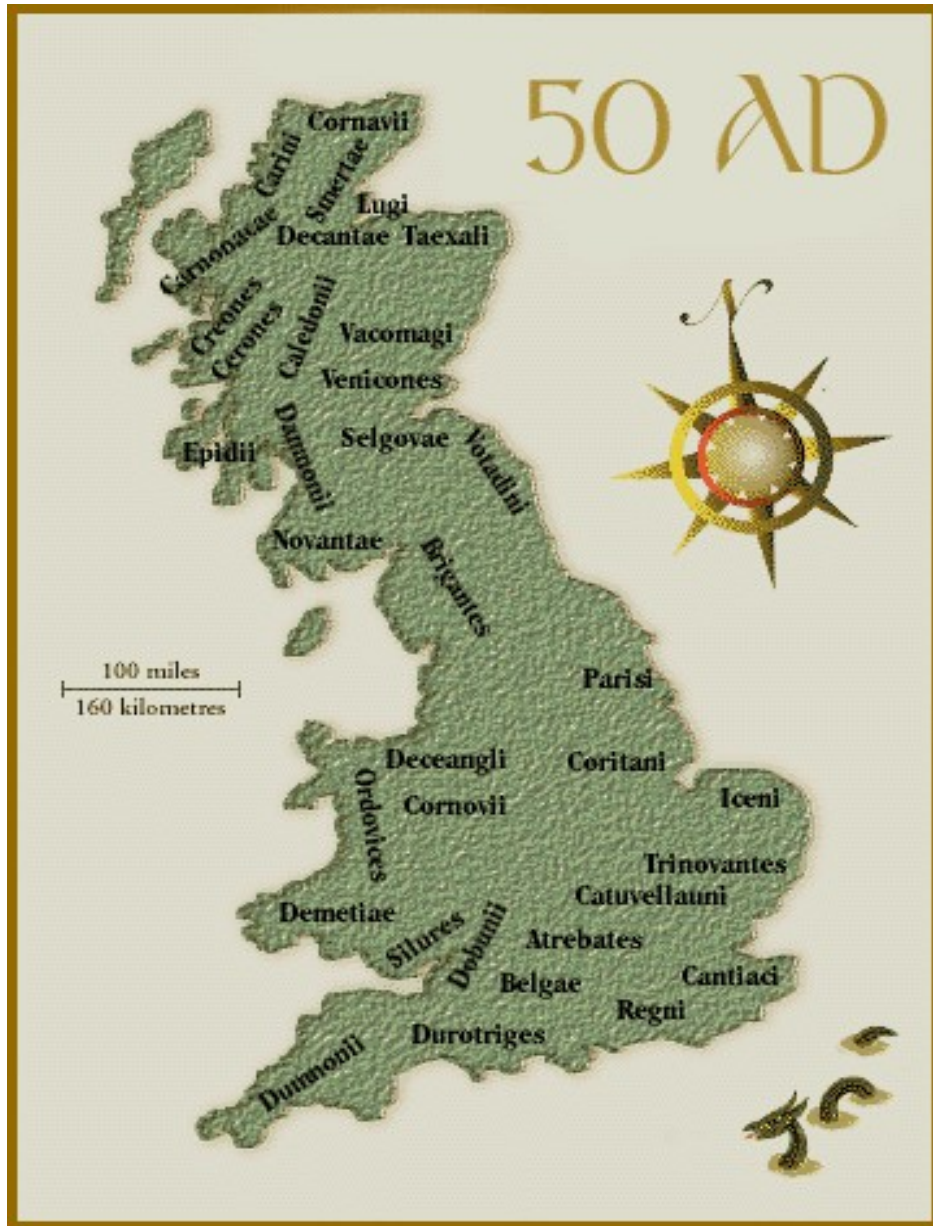 50 AD
Cornavii
Carini
Smertae
Lugi
Carnonacae
Decantae
Taexali
N
Creones
Cerones
Caledonii
Vacomagi
Venicones
Epidii
Damnonii
Selgovae
Votadini
Novantae
Brigantes
100 miles
160 kilometres
Parisi
Deceangli
Coritani
Ordovices
Cornovii
Iceni
Trinovantes
Catuvellauni
Demetiae
Silures
Dobunii
Atrebates
Belgae
Cantiaci
Regni
Durotriges
Dumnonii